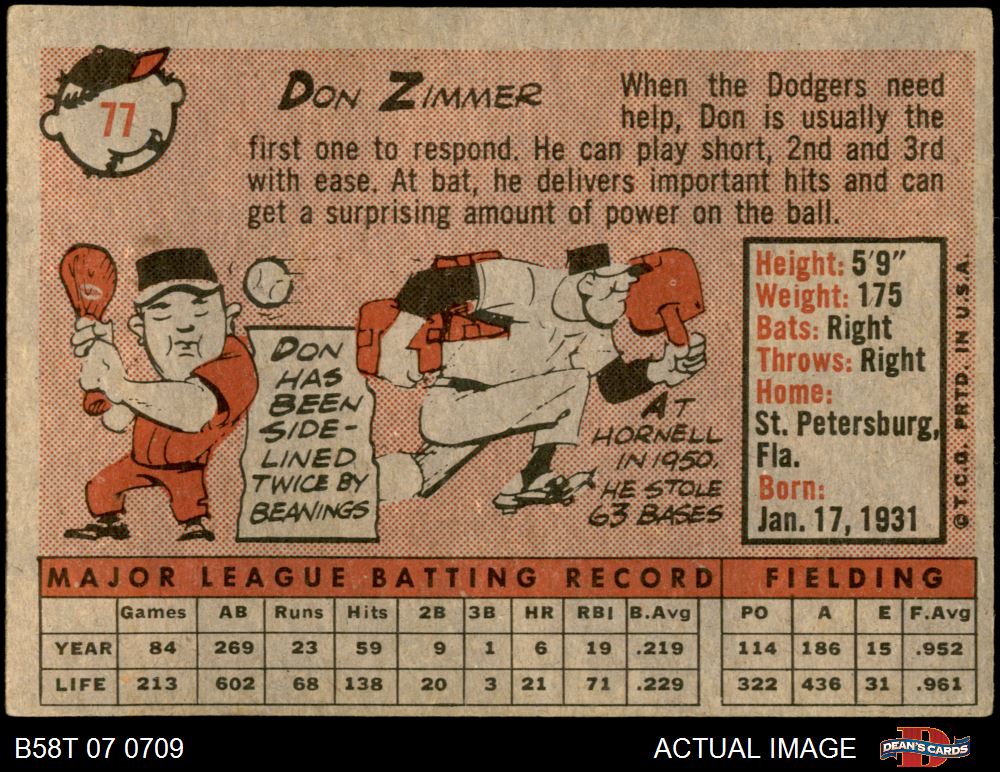 77
DON ZIMMER
When the Dodgers need
help, Don is usually the
first one to respond. He can play short, 2nd and 3rd
with ease. At bat, he delivers important hits and can
get a surprising amount of power on the ball.
DON
HAS
BEEN
SIDE-
LINED
TWICE BY
BEANINGS
AT
HORNELL
IN 1950,
HE STOLE
63 BASES
Height: 5'9"
Weight: 175
Bats: Right
Throws: Right
Home:
St. Petersburg,
Fla.
Born:
Jan. 17, 1931
©T.C.G. PRTD. IN U.S.A.
MAJOR LEAGUE BATTING RECORD FIELDING
Games AB Runs Hits 2B 3B HR RBI B.Avg PO A E F.Avg
YEAR 84 269 23 59 9 1 6 19 .219 114 186 15 .952
LIFE 213 602 68 138 20 3 21 71 .229 322 436 31 .961
B58T 07 0709 ACTUAL IMAGE DEAN'S CARDS